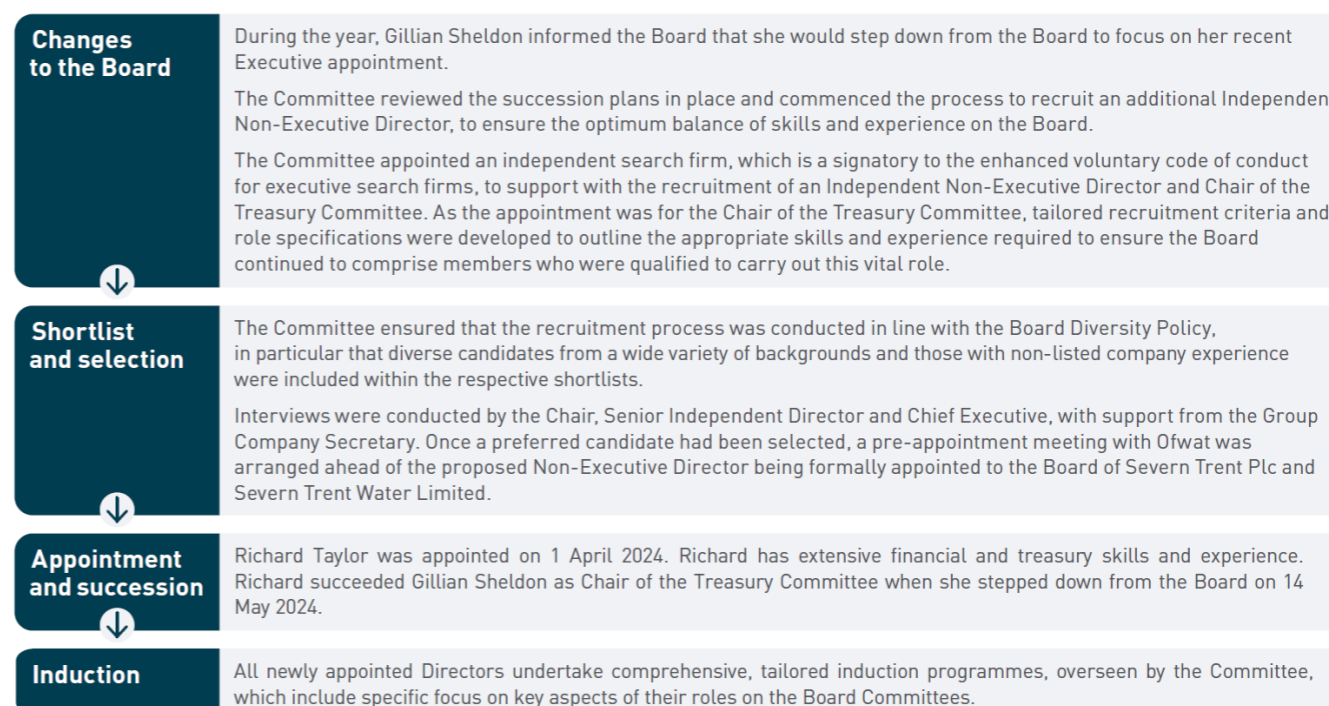 Changes
to the Board
During the year, Gillian Sheldon informed the Board that she would step down from the Board to focus on her recent
Executive appointment.
The Committee reviewed the succession plans in place and commenced the process to recruit an additional Independen
Non-Executive Director, to ensure the optimum balance of skills and experience on the Board.
The Committee appointed an independent search firm, which is a signatory to the enhanced voluntary code of conduct
for executive search firms, to support with the recruitment of an Independent Non-Executive Director and Chair of the
Treasury Committee. As the appointment was for the Chair of the Treasury Committee, tailored recruitment criteria and
role specifications were developed to outline the appropriate skills and experience required to ensure the Board
continued to comprise members who were qualified to carry out this vital role.
Shortlist
and selection
The Committee ensured that the recruitment process was conducted in line with the Board Diversity Policy,
in particular that diverse candidates from a wide variety of backgrounds and those with non-listed company experience
were included within the respective shortlists.
Interviews were conducted by the Chair, Senior Independent Director and Chief Executive, with support from the Group
Company Secretary. Once a preferred candidate had been selected, a pre-appointment meeting with Ofwat was
arranged ahead of the proposed Non-Executive Director being formally appointed to the Board of Severn Trent Plc and
Severn Trent Water Limited.
Appointment
and succession
Richard Taylor was appointed on 1 April 2024. Richard has extensive financial and treasury skills and experience.
Richard succeeded Gillian Sheldon as Chair of the Treasury Committee when she stepped down from the Board on 14
May 2024.
Induction
All newly appointed Directors undertake comprehensive, tailored induction programmes, overseen by the Committee,
which include specific focus on key aspects of their roles on the Board Committees.